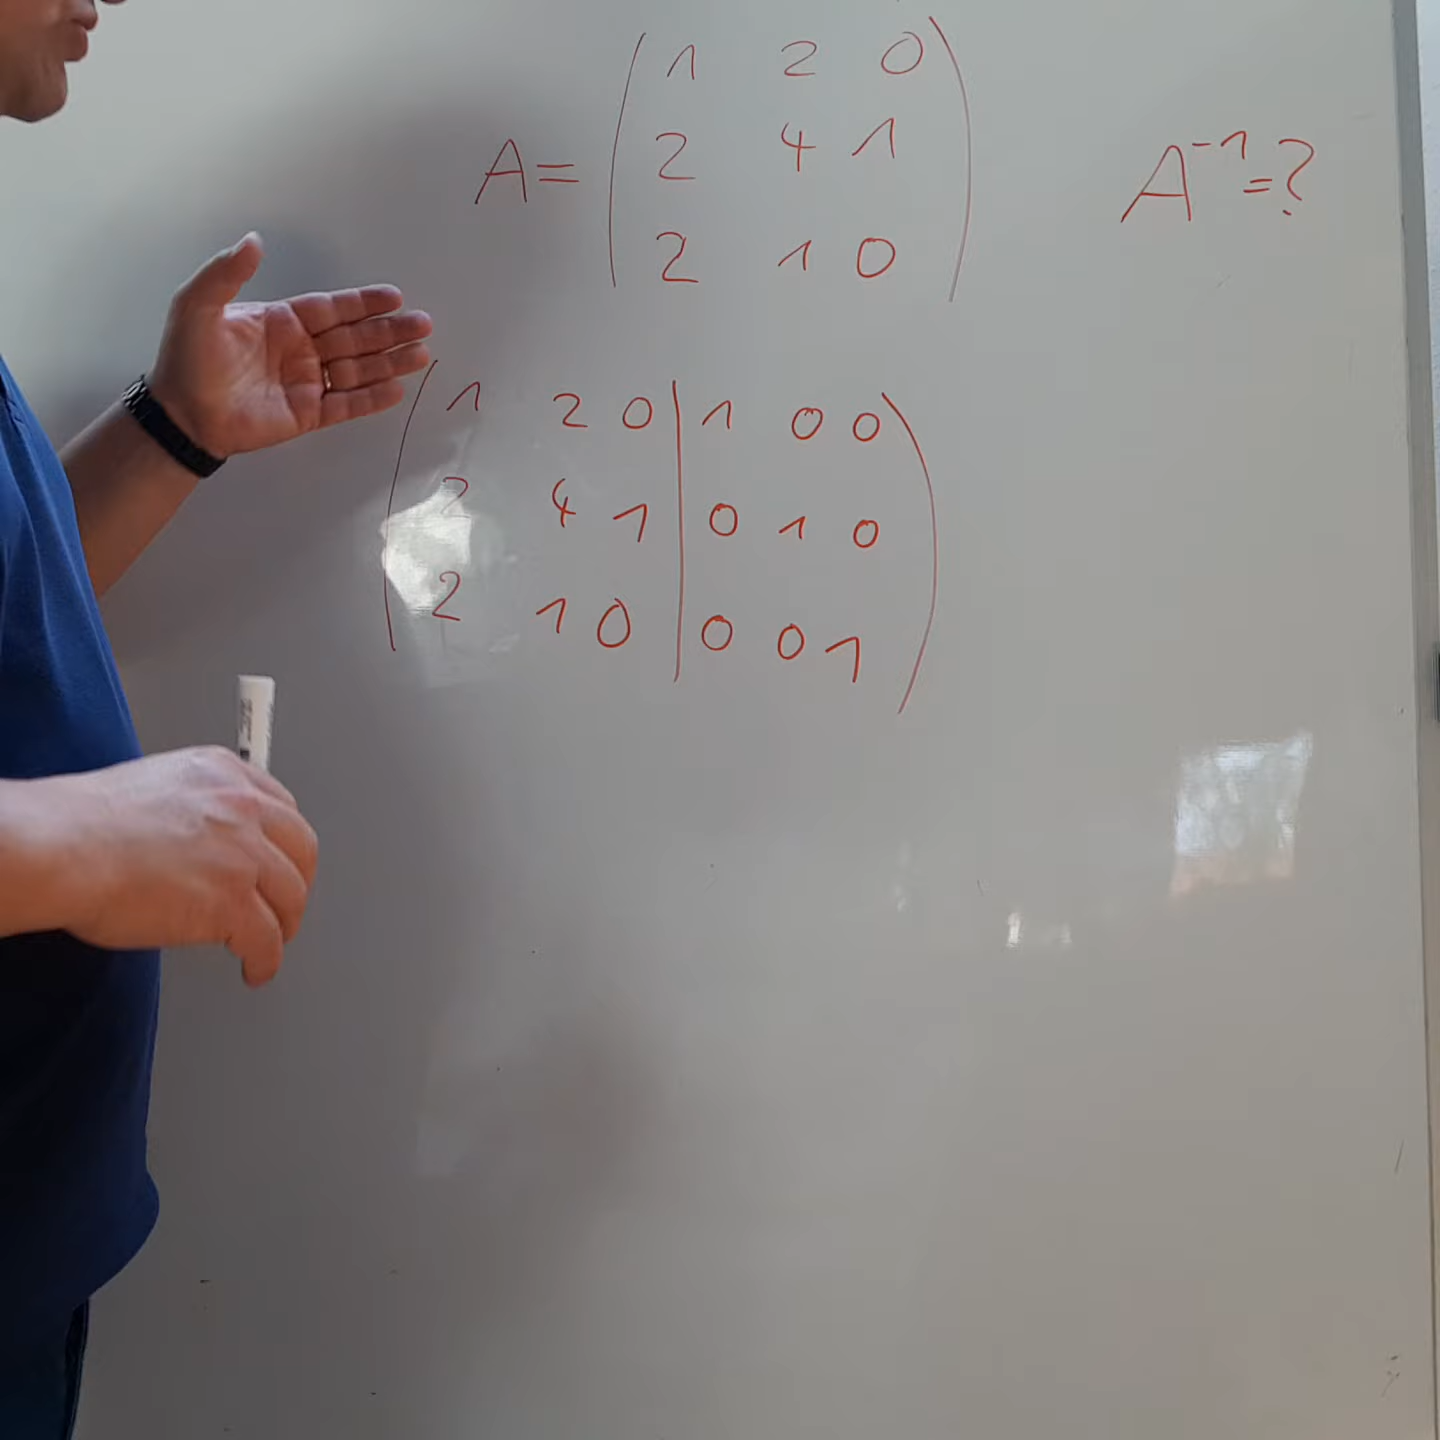 A = ( 1 2 0
2 4 1
2 1 0 )
A⁻¹ = ?
( 1 2 0 | 1 0 0
2 4 1 | 0 1 0
2 1 0 | 0 0 1 )